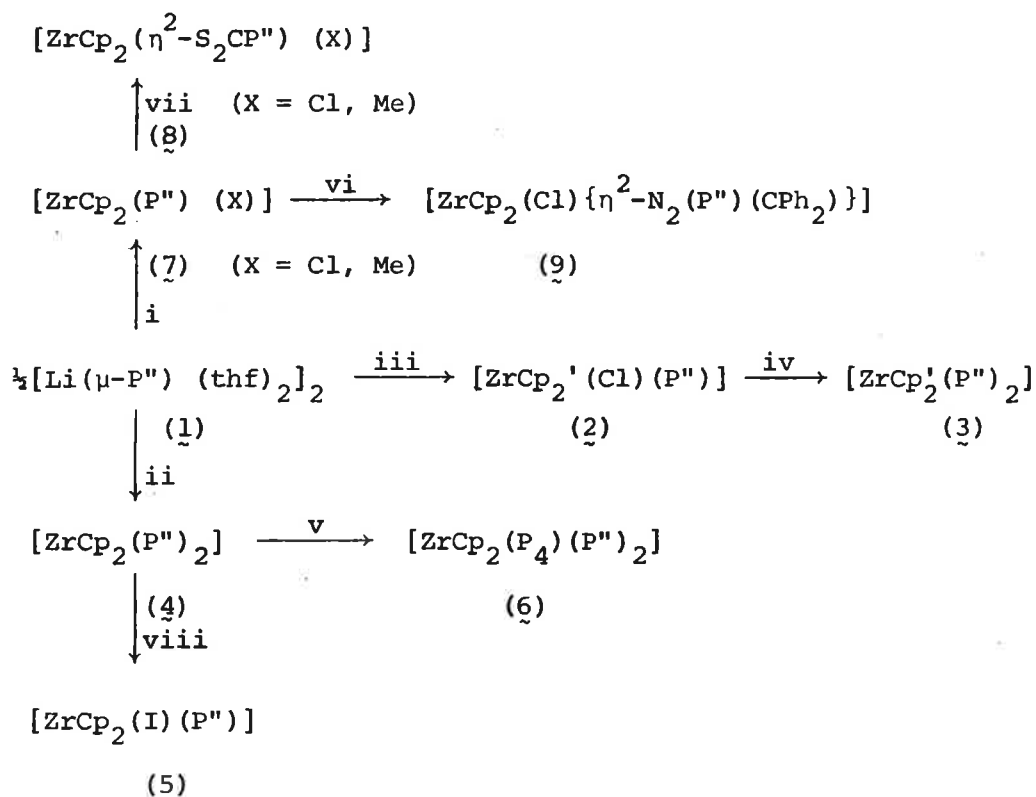 [ZrCp₂(η²-S₂CP") (X)]
vii (X = Cl, Me)
(8)
[ZrCp₂(P") (X)] vi [ZrCp₂(Cl){η²-N₂(P")(CPh₂)}]
(7) (X = Cl, Me) (9)
i
½[Li(μ-P") (thf)₂]₂ iii [ZrCp₂'(Cl)(P")] iv [ZrCp₂'(P")₂]
(1) (2) (3)
ii
[ZrCp₂(P")₂] v [ZrCp₂(P₄)(P")₂]
(4) (6)
viii
[ZrCp₂(I)(P")]
(5)